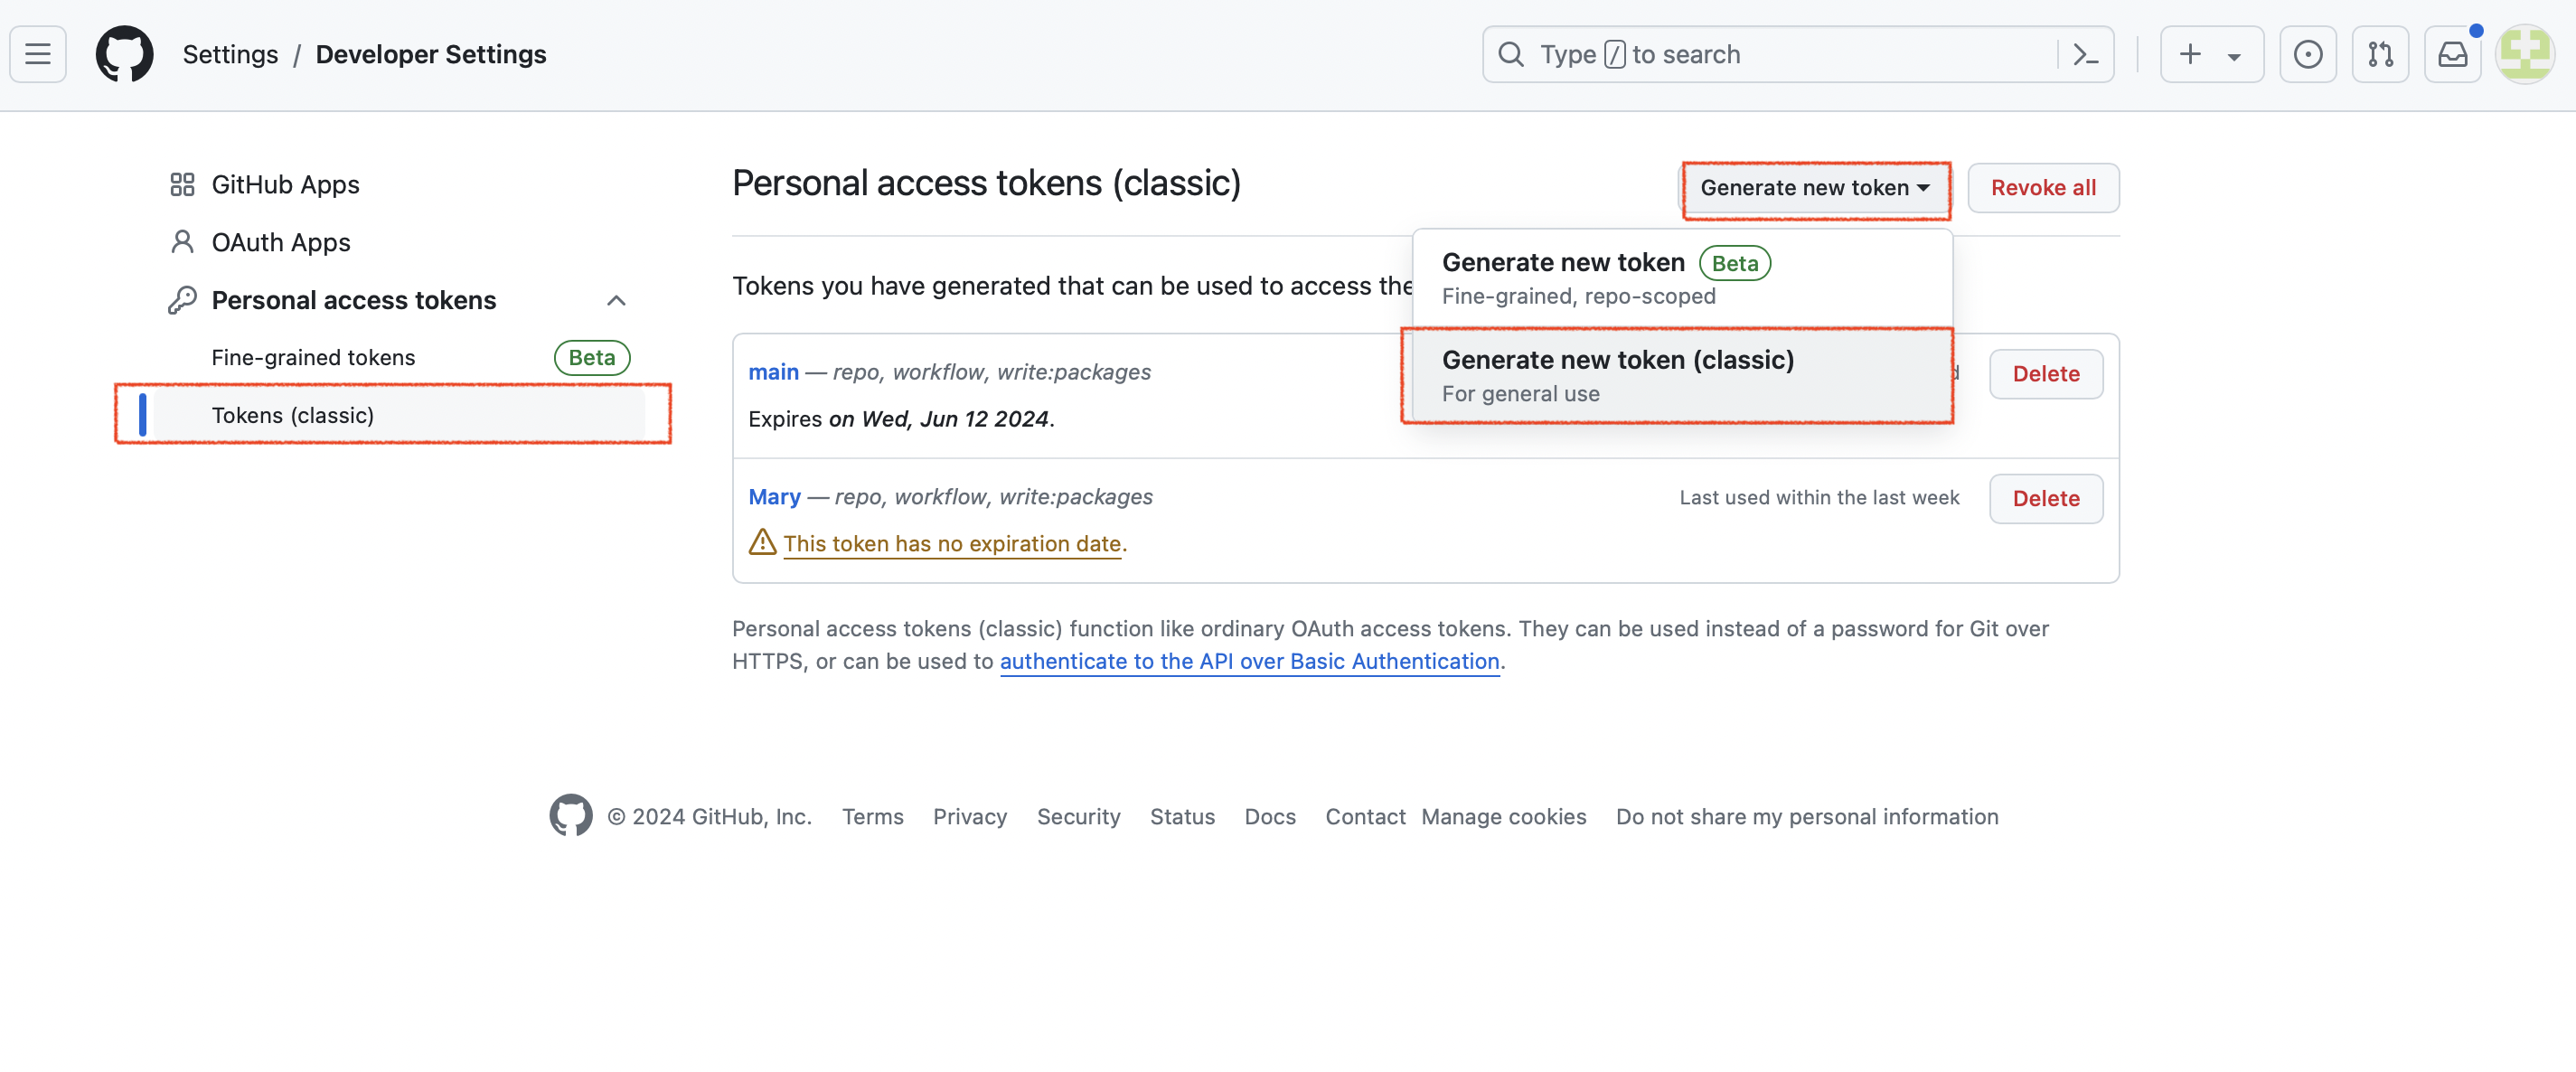 Settings / Developer Settings
Type / to search
GitHub Apps
OAuth Apps
Personal access tokens
Fine-grained tokens Beta
Tokens (classic)
Personal access tokens (classic)
Generate new token
Revoke all
Generate new token Beta
Fine-grained, repo-scoped
Generate new token (classic)
For general use
Tokens you have generated that can be used to access the
main — repo, workflow, write:packages
Delete
Expires on Wed, Jun 12 2024.
Mary — repo, workflow, write:packages
Last used within the last week
Delete
This token has no expiration date.
Personal access tokens (classic) function like ordinary OAuth access tokens. They can be used instead of a password for Git over
HTTPS, or can be used to authenticate to the API over Basic Authentication.
© 2024 GitHub, Inc. Terms Privacy Security Status Docs Contact Manage cookies Do not share my personal information